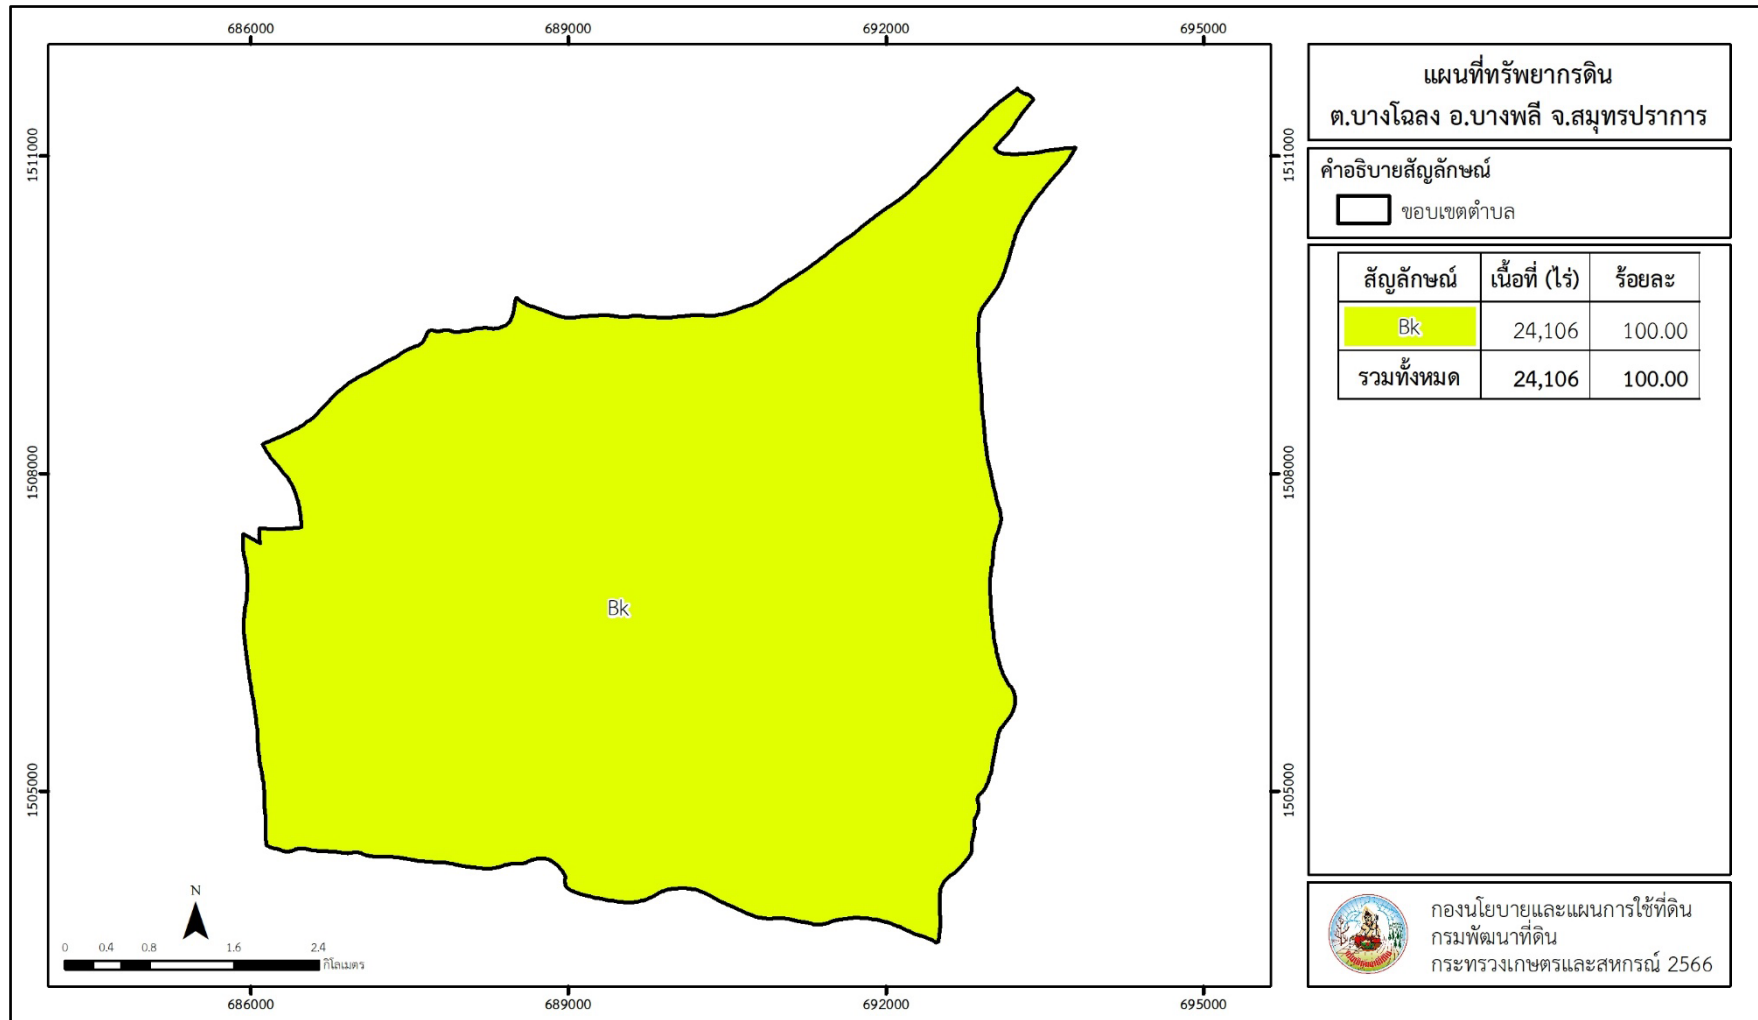 686000
689000
692000
695000
1511000
1511000
1508000
1508000
1505000
1505000
Bk
N
0 0.4 0.8 1.6 2.4
กิโลเมตร
686000
689000
692000
695000
แผนที่ทรัพยากรดิน
ต.บางโฉลง อ.บางพลี จ.สมุทรปราการ
คำอธิบายสัญลักษณ์
ขอบเขตตำบล
สัญลักษณ์ เนื้อที่ (ไร่) ร้อยละ
Bk 24,106 100.00
รวมทั้งหมด 24,106 100.00
กองนโยบายและแผนการใช้ที่ดิน
กรมพัฒนาที่ดิน
กระทรวงเกษตรและสหกรณ์ 2566